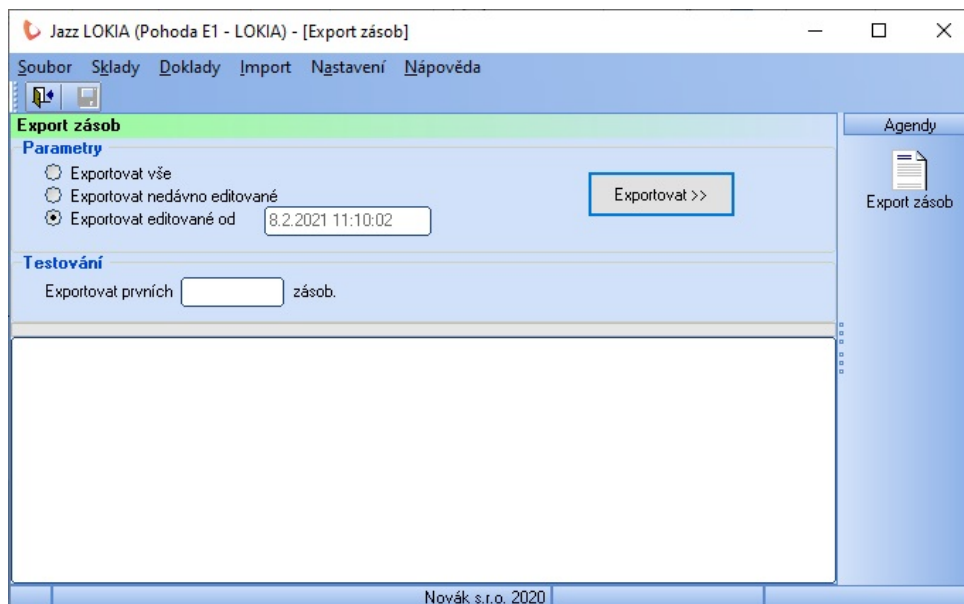 Jazz LOKIA (Pohoda E1 - LOKIA) - [Export zásob]
Soubor Sklady Doklady Import Nastavení Nápověda
Export zásob
Agendy
Parametry
Exportovat vše
Exportovat nedávno editované
Exportovat >>
Export zásob
Exportovat editované od 8.2.2021 11:10:02
Testování
Exportovat prvních zásob.
Novák s.r.o. 2020